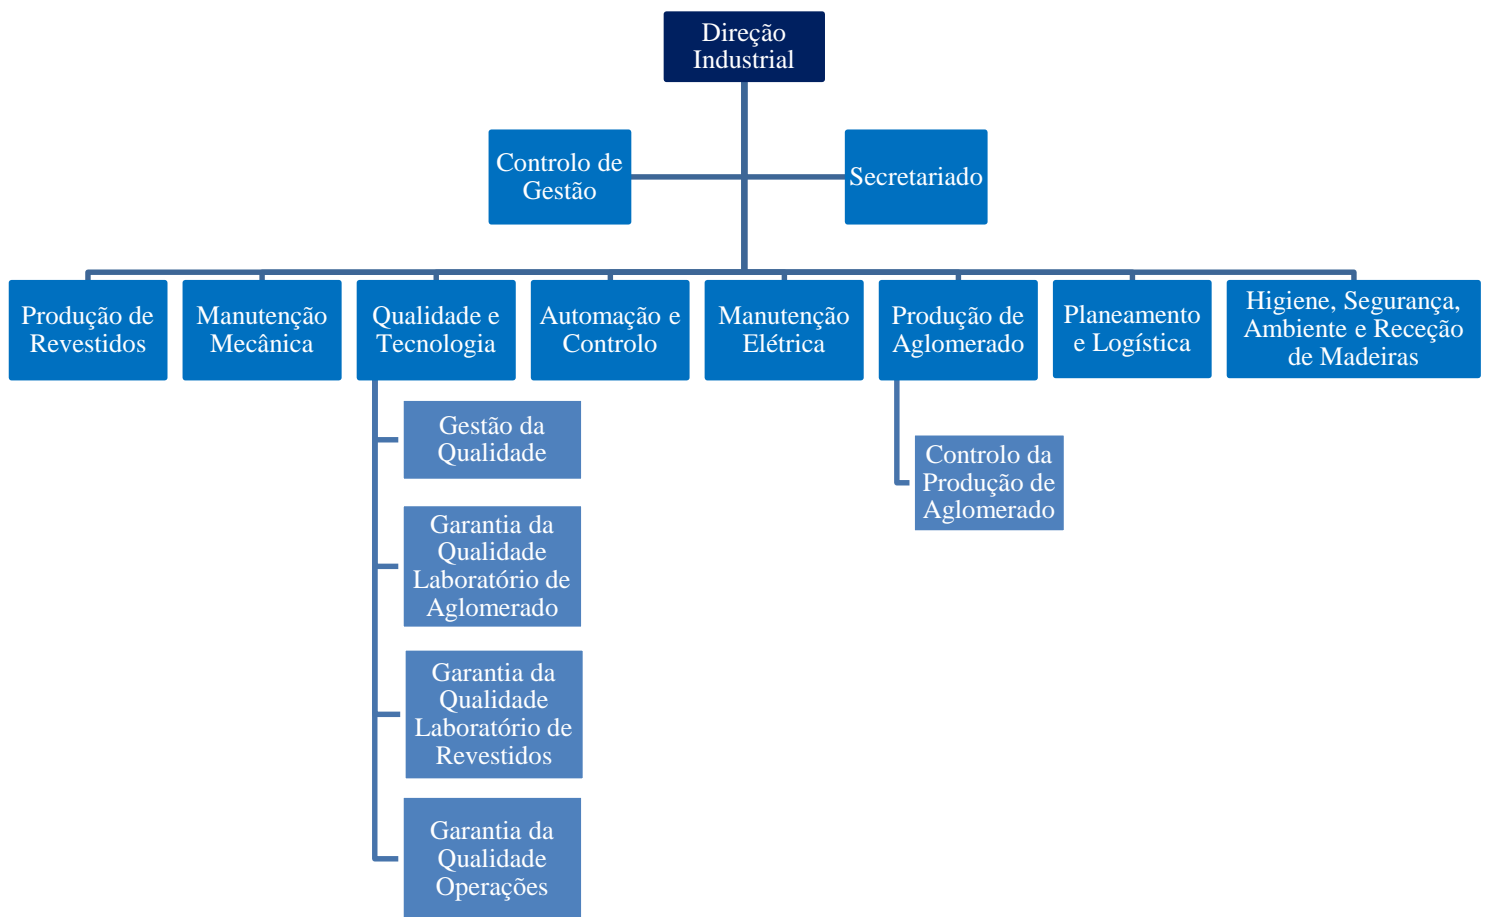 Direção
Industrial
Controlo de
Gestão
Secretariado
Produção de
Revestidos
Manutenção
Mecânica
Qualidade e
Tecnologia
Automação e
Controlo
Manutenção
Elétrica
Produção de
Aglomerado
Planeamento
e Logística
Higiene, Segurança,
Ambiente e Receção
de Madeiras
Gestão da
Qualidade
Controlo da
Produção de
Aglomerado
Garantia da
Qualidade
Laboratório de
Aglomerado
Garantia da
Qualidade
Laboratório de
Revestidos
Garantia da
Qualidade
Operações